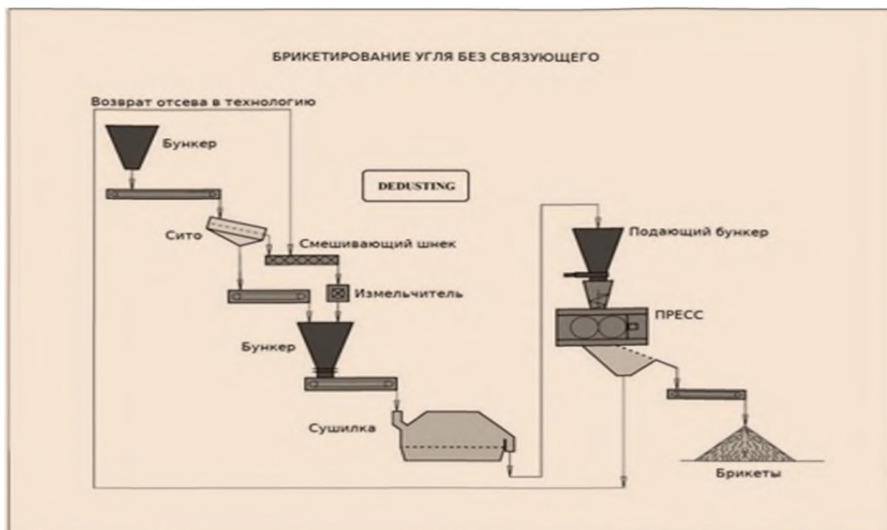 БРИКЕТИРОВАНИЕ УГЛЯ БЕЗ СВЯЗУЮЩЕГО
Возврат отсева в технологию
Бункер
DEDUSTING
Сито
Смешивающий шнек
Подающий бункер
Измельчитель
ПРЕСС
Бункер
Сушилка
Брикеты